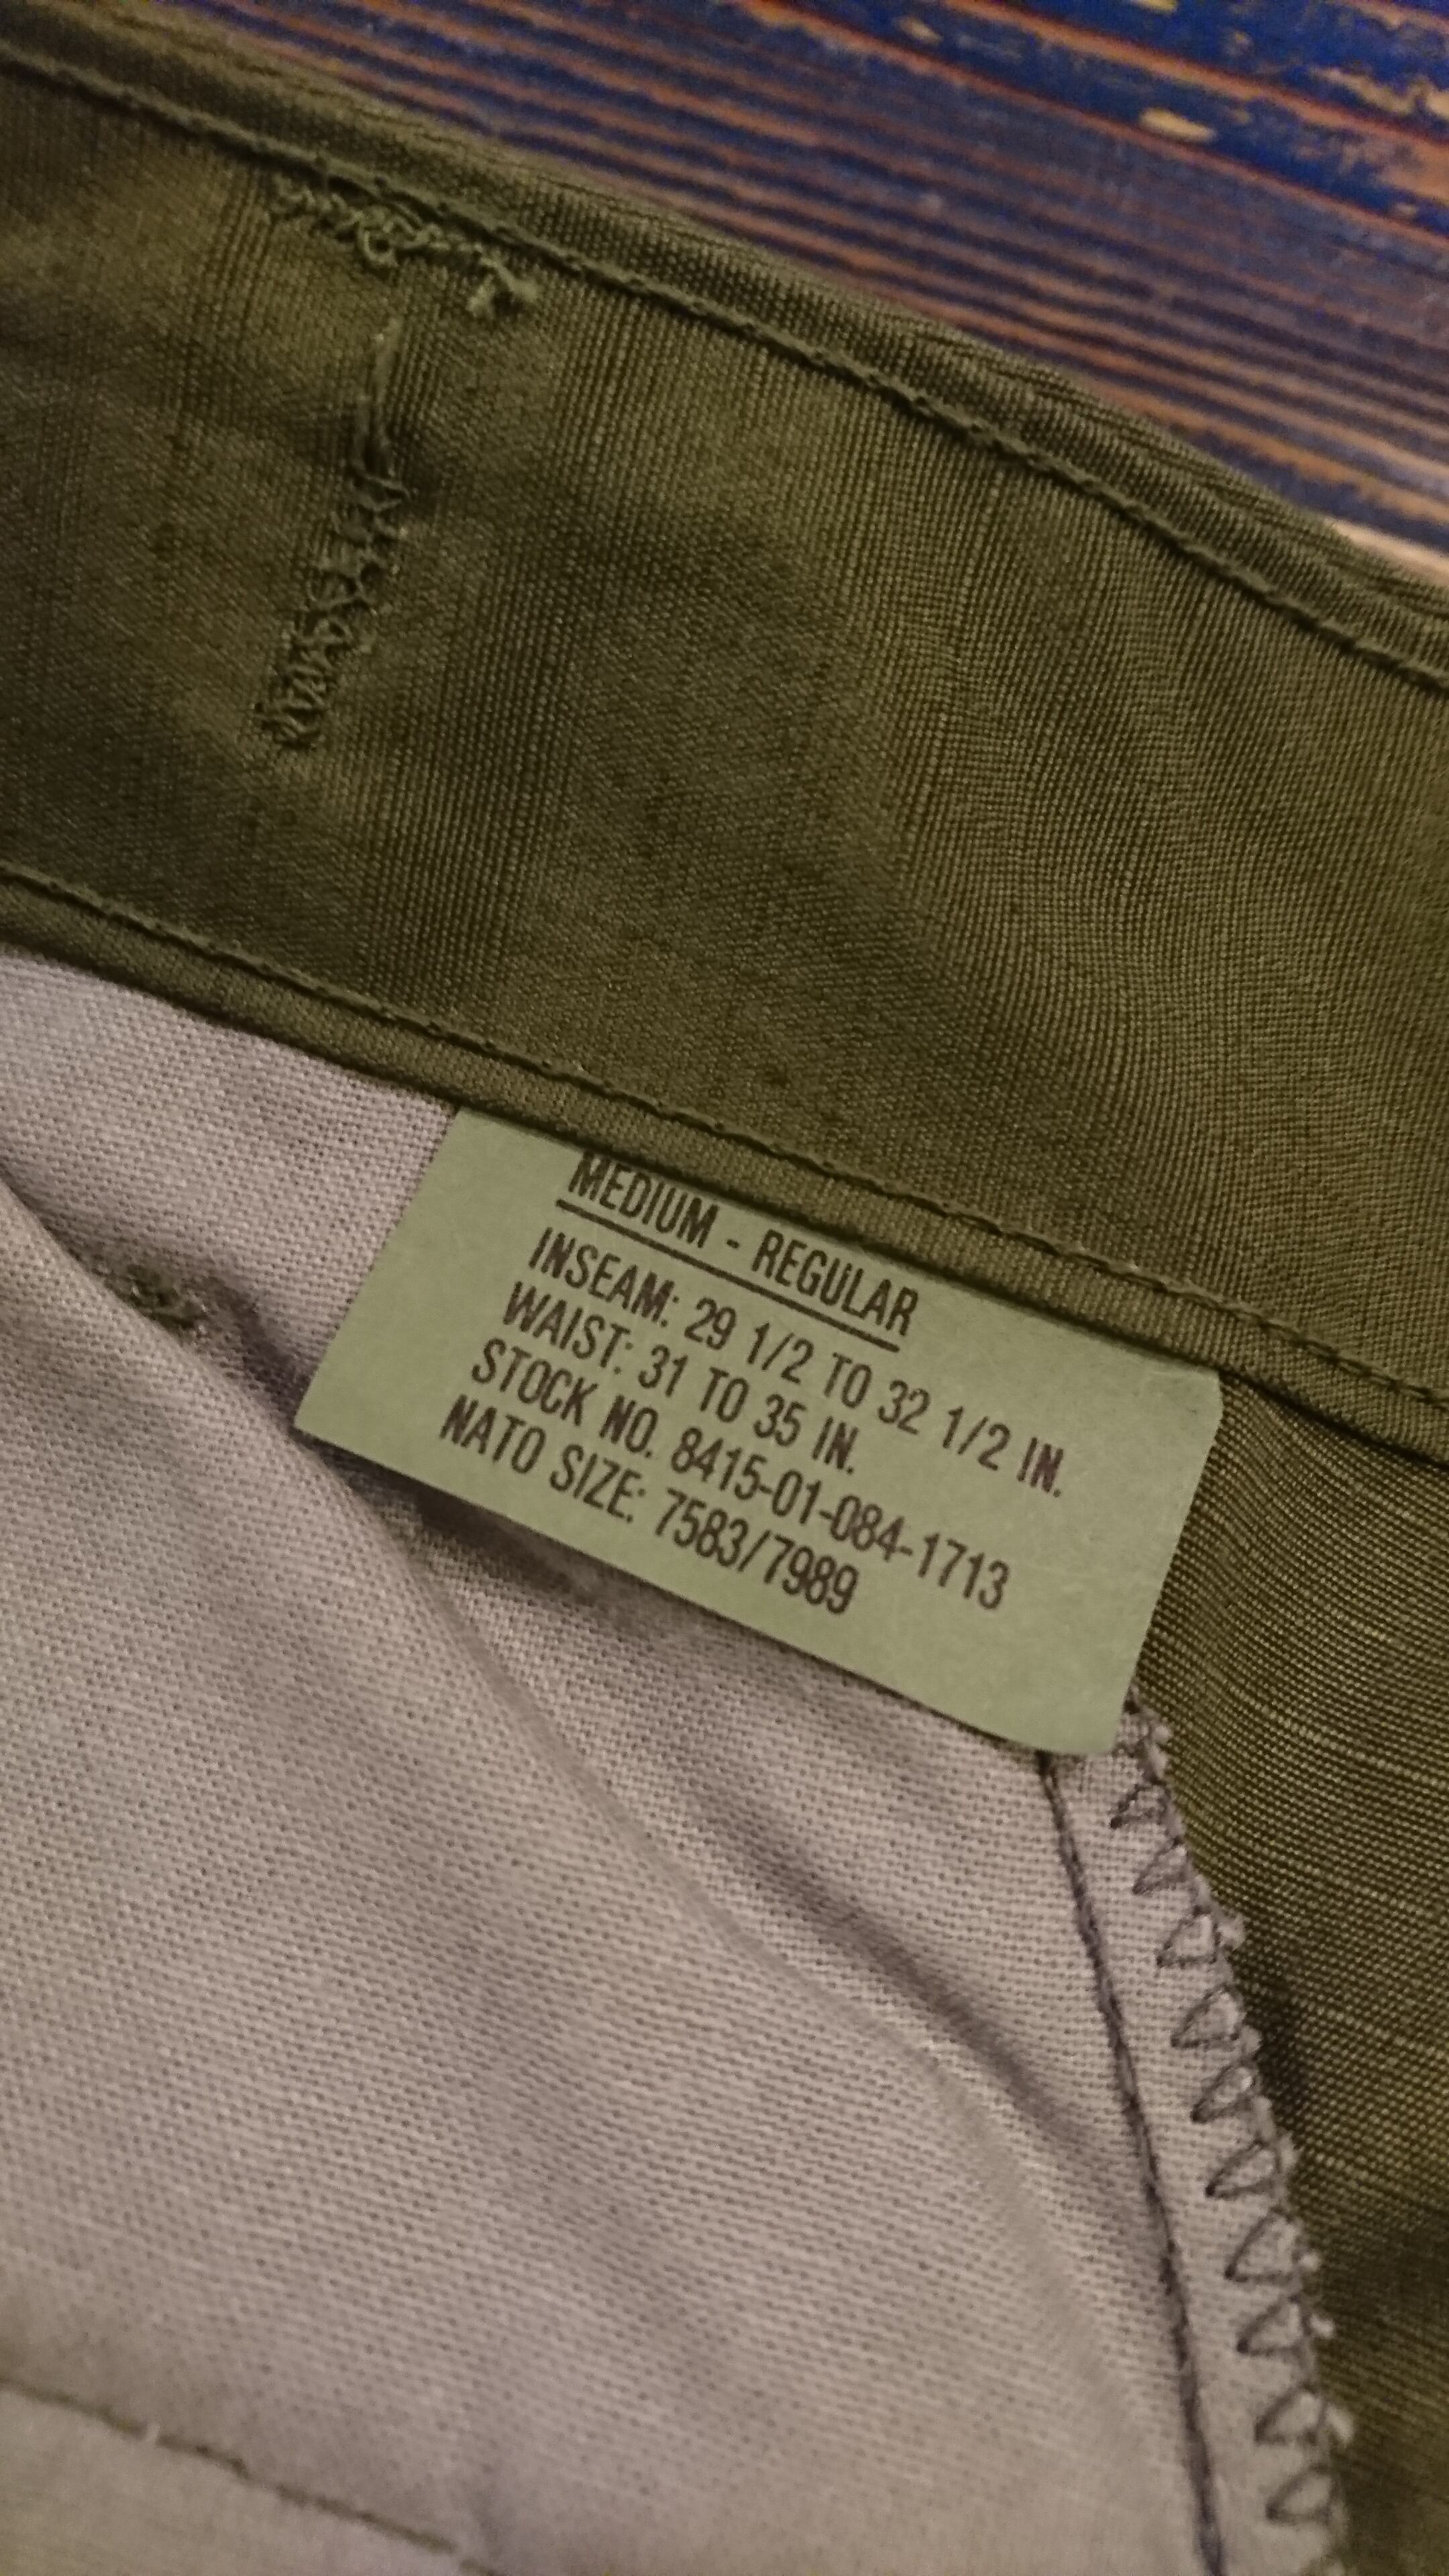 MEDIUM - REGULAR
INSEAM: 29 1/2 TO 32 1/2 IN.
WAIST: 31 TO 35 IN.
STOCK NO. 8415-01-084-1713
NATO SIZE: 7583/7989